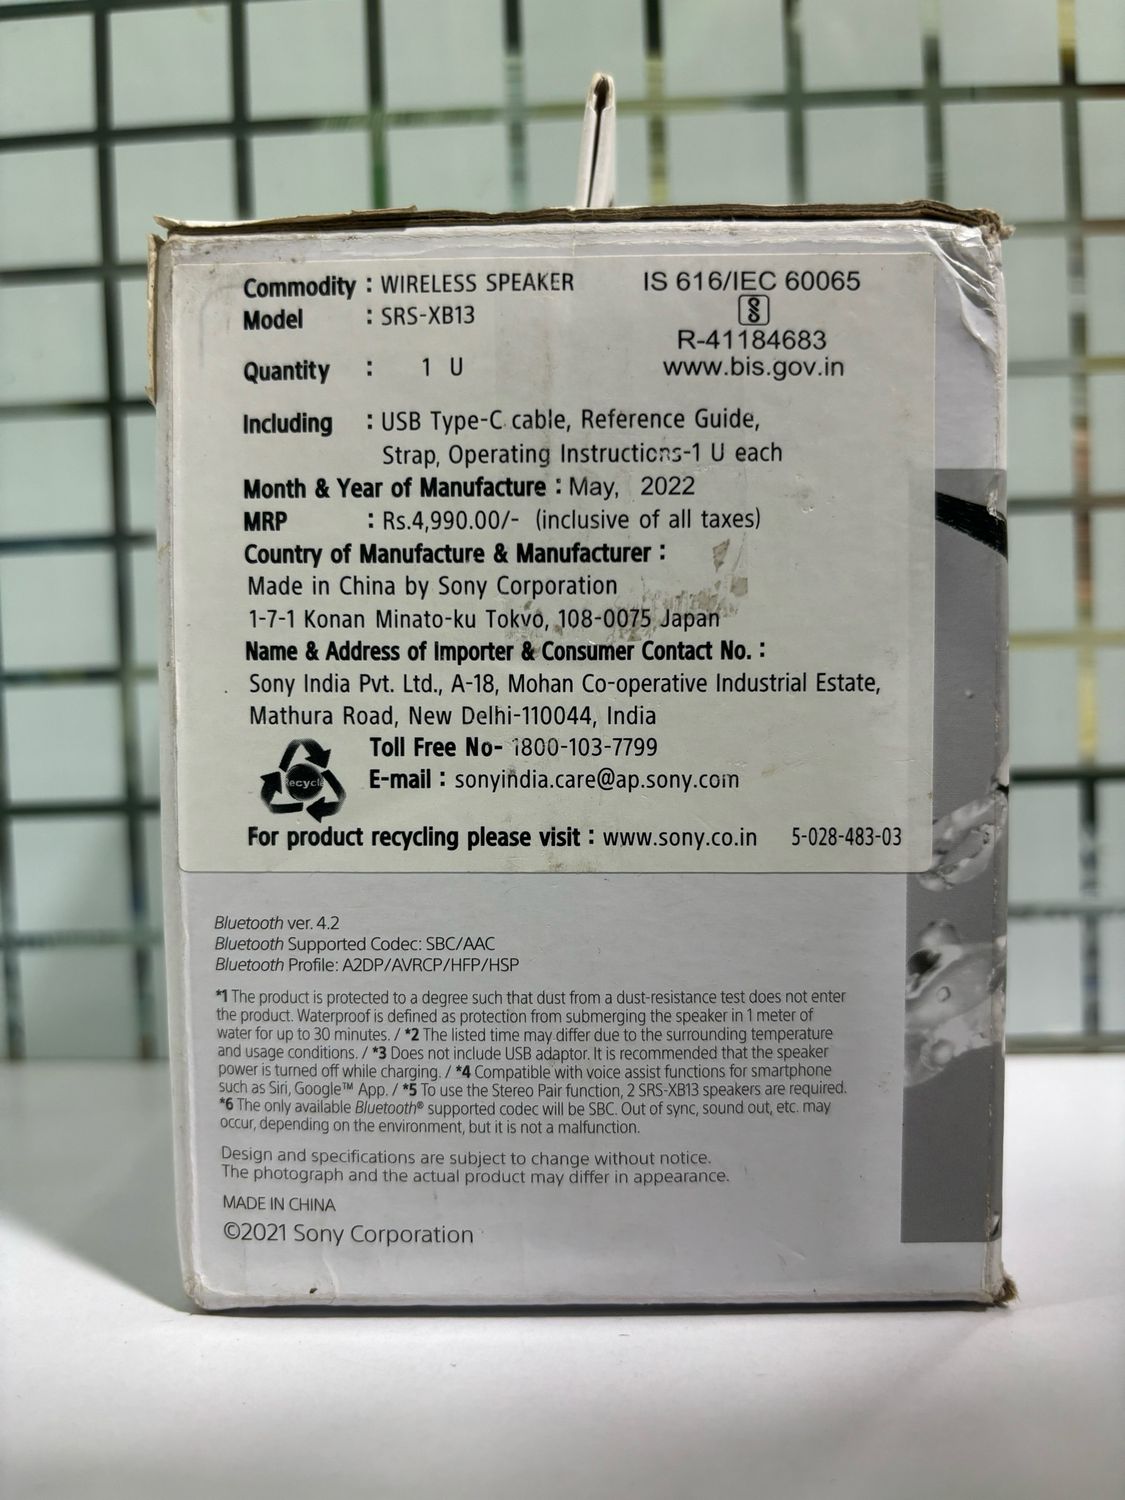 Commodity : WIRELESS SPEAKER
Model : SRS-XB13
IS 616/IEC 60065
R-41184683
www.bis.gov.in
Quantity : 1 U
Including : USB Type-C cable, Reference Guide,
Strap, Operating Instructions-1 U each
Month & Year of Manufacture : May, 2022
MRP : Rs.4,990.00/- (inclusive of all taxes)
Country of Manufacture & Manufacturer :
Made in China by Sony Corporation
1-7-1 Konan Minato-ku Tokyo, 108-0075 Japan
Name & Address of Importer & Consumer Contact No. :
Sony India Pvt. Ltd., A-18, Mohan Co-operative Industrial Estate,
Mathura Road, New Delhi-110044, India
Toll Free No- 1800-103-7799
E-mail : sonyindia.care@ap.sony.com
Recycle
For product recycling please visit : www.sony.co.in 5-028-483-03
Bluetooth ver. 4.2
Bluetooth Supported Codec: SBC/AAC
Bluetooth Profile: A2DP/AVRCP/HFP/HSP
*1 The product is protected to a degree such that dust from a dust-resistance test does not enter
the product. Waterproof is defined as protection from submerging the speaker in 1 meter of
water for up to 30 minutes. / *2 The listed time may differ due to the surrounding temperature
and usage conditions. / *3 Does not include USB adaptor. It is recommended that the speaker
power is turned off while charging. / *4 Compatible with voice assist functions for smartphone
such as Siri, Google™ App. / *5 To use the Stereo Pair function, 2 SRS-XB13 speakers are required.
*6 The only available Bluetooth® supported codec will be SBC. Out of sync, sound out, etc. may
occur, depending on the environment, but it is not a malfunction.
Design and specifications are subject to change without notice.
The photograph and the actual product may differ in appearance.
MADE IN CHINA
©2021 Sony Corporation